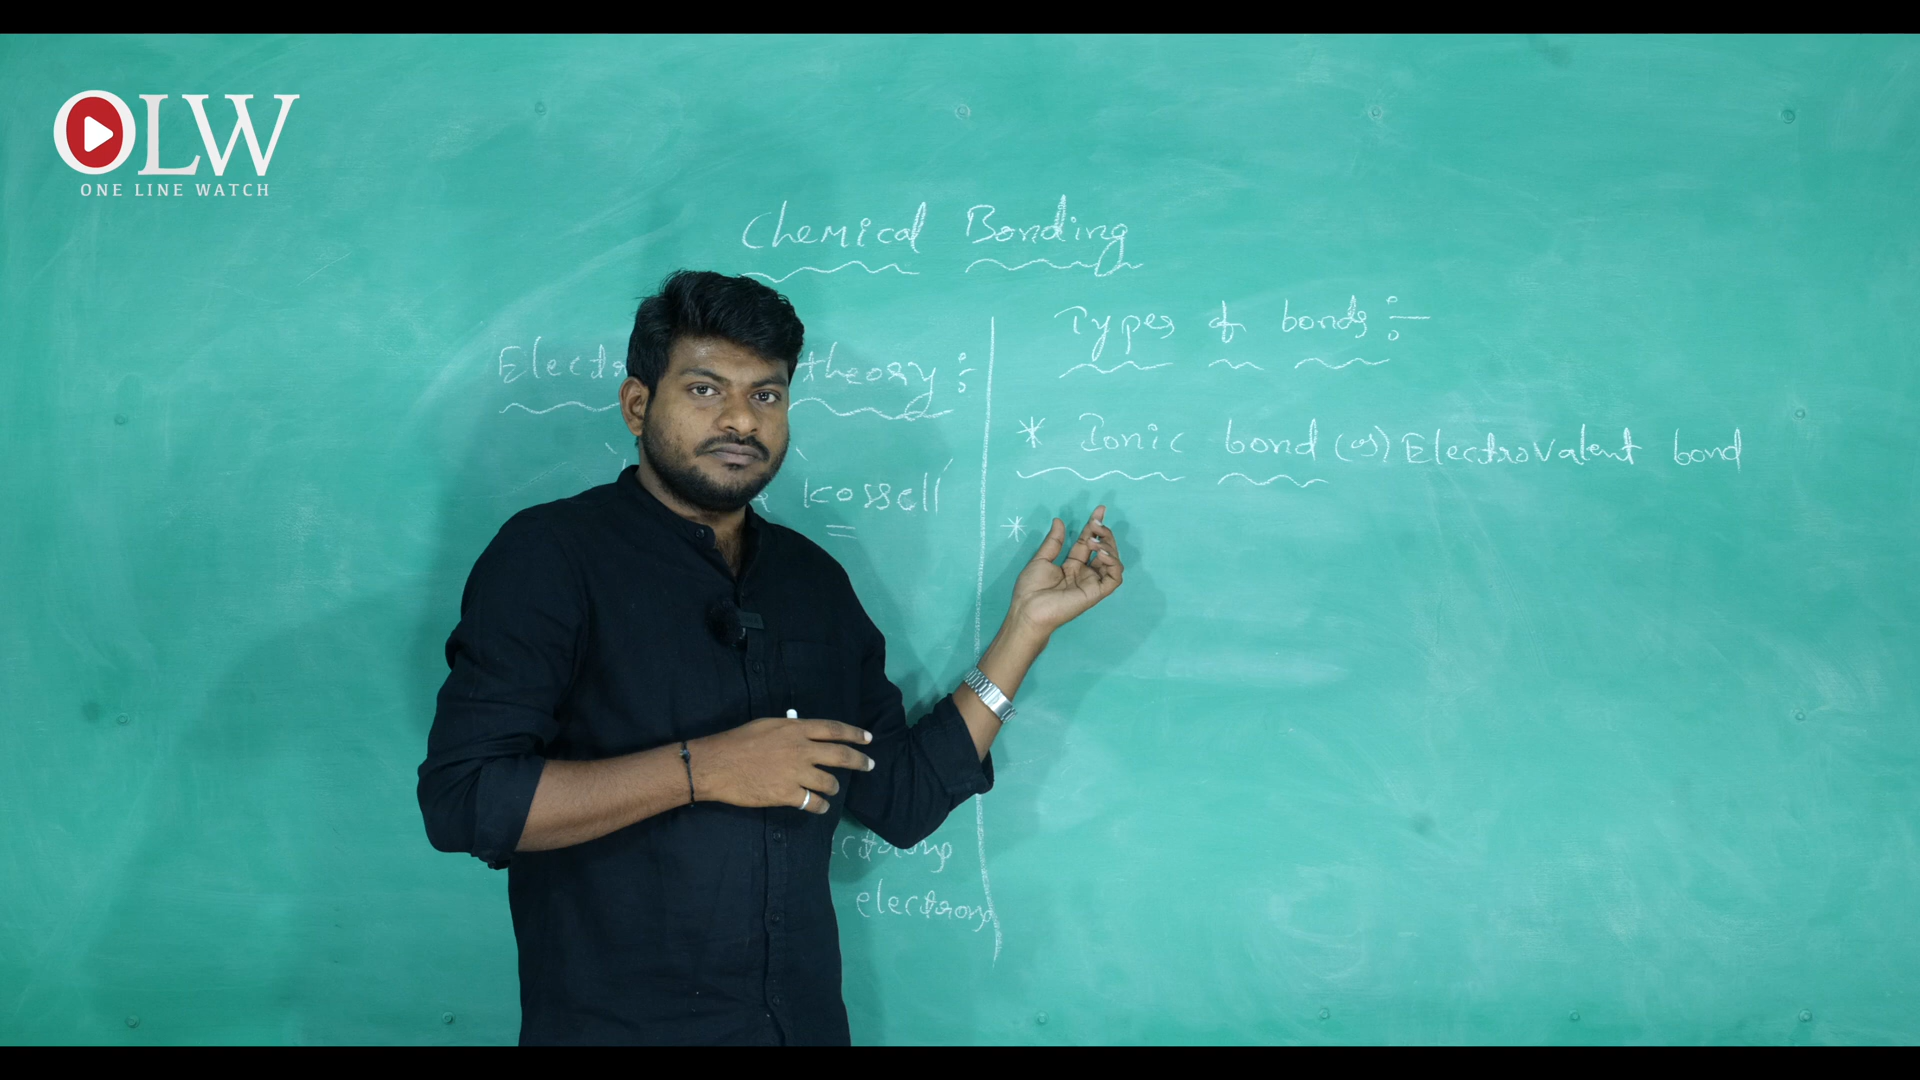 OLW
ONE LINE WATCH
Chemical Bonding
theory :
Kossell
electrons
Types of bonds :-
* Ionic bond (or) Electrovalent bond
*